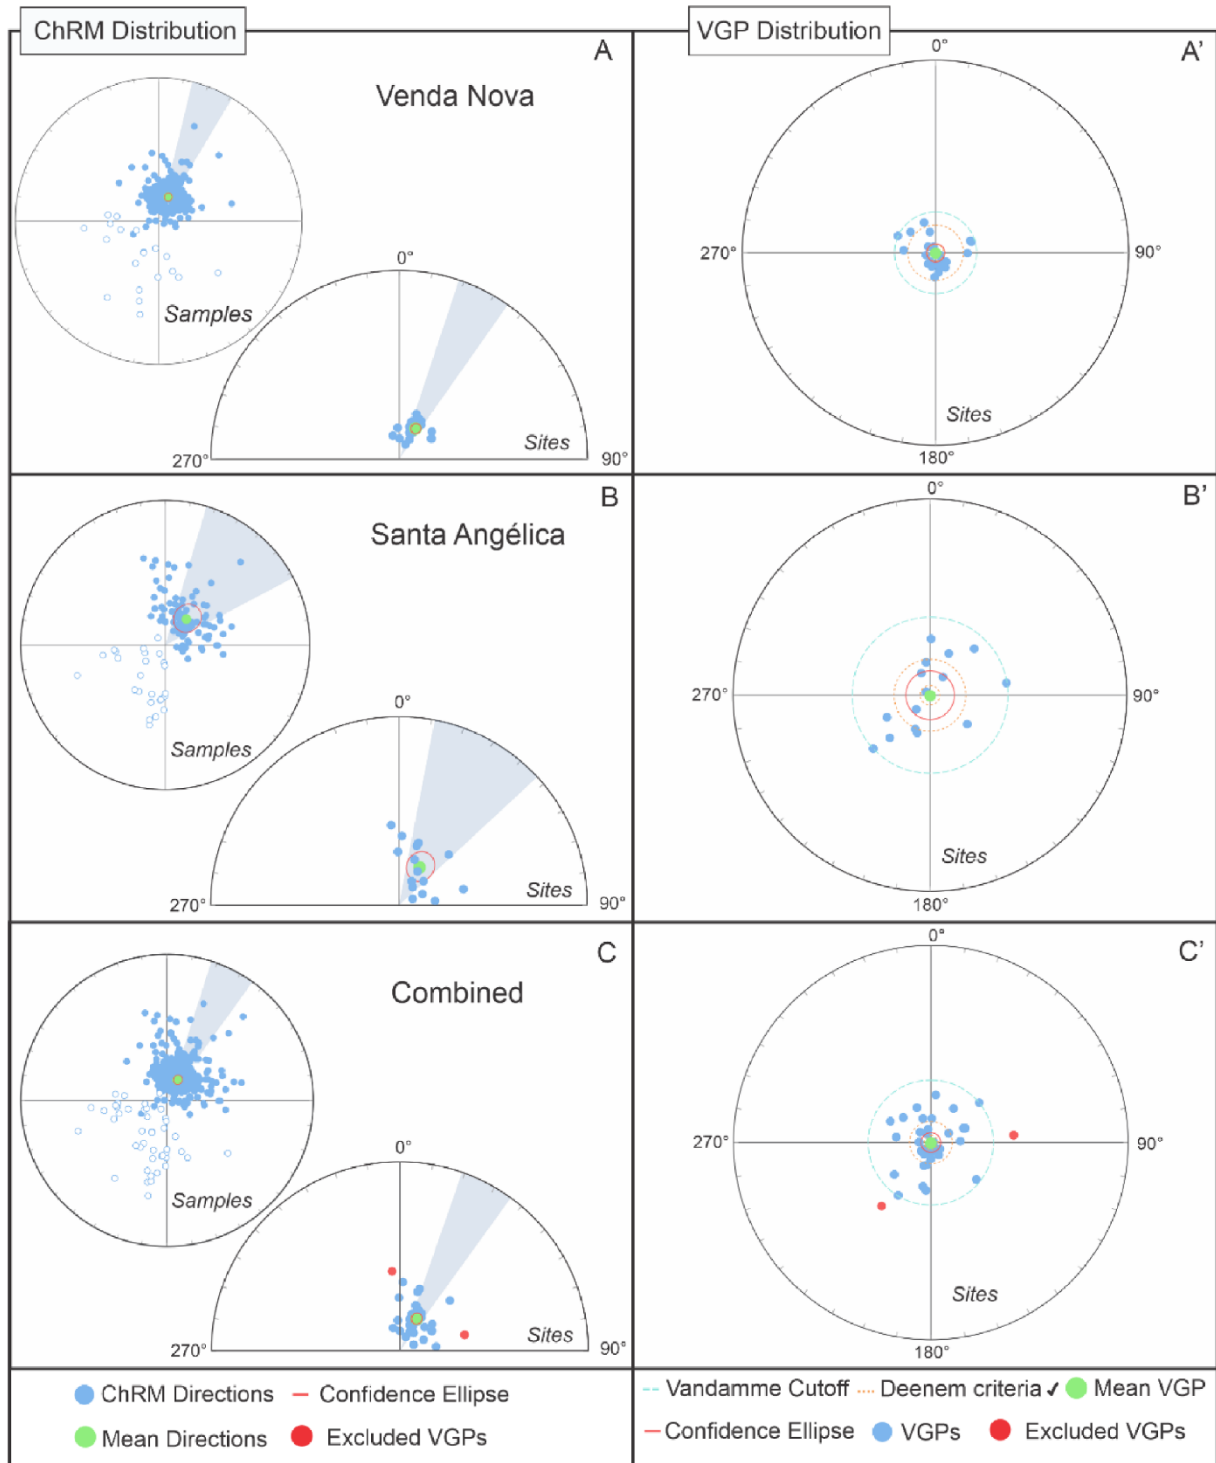 ChRM Distribution
VGP Distribution
A
Venda Nova
Samples
0°
270°
Sites
90°
A'
0°
270°
90°
Sites
180°
B
Santa Angélica
Samples
0°
270°
Sites
90°
B'
0°
270°
90°
Sites
180°
C
Combined
Samples
0°
270°
Sites
90°
C'
0°
270°
90°
Sites
180°
ChRM Directions
Confidence Ellipse
Mean Directions
Excluded VGPs
Vandamme Cutoff
Deenem criteria ✓
Mean VGP
Confidence Ellipse
VGPs
Excluded VGPs